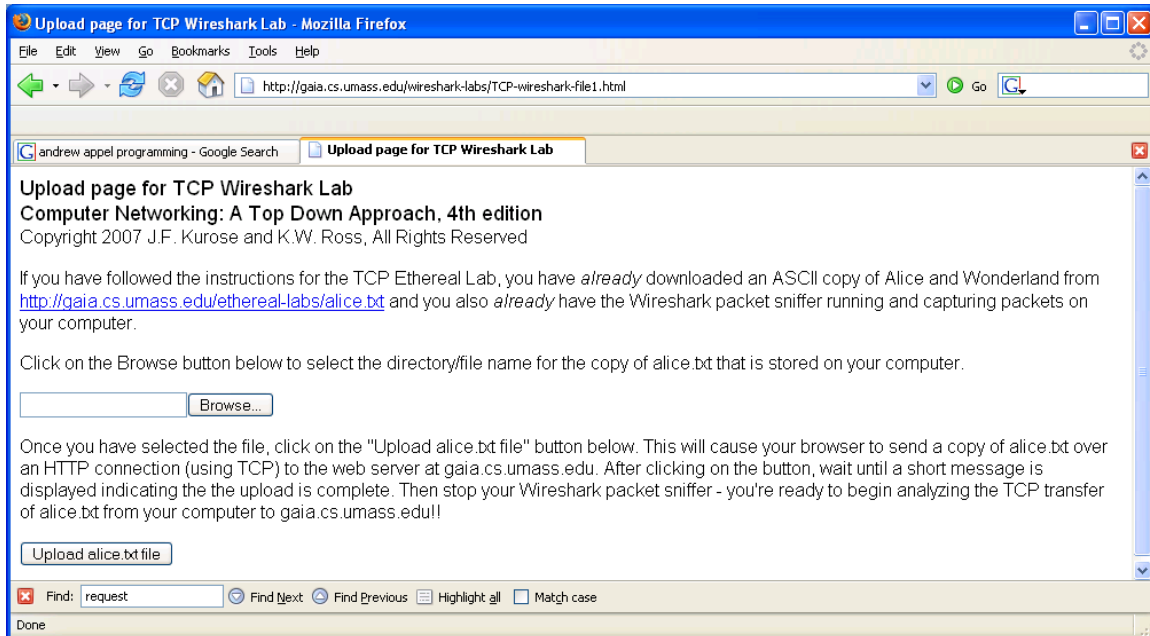 Upload page for TCP Wireshark Lab - Mozilla Firefox
File Edit View Go Bookmarks Tools Help
http://gaia.cs.umass.edu/wireshark-labs/TCP-wireshark-file1.html Go G
G andrew appel programming - Google Search Upload page for TCP Wireshark Lab
Upload page for TCP Wireshark Lab
Computer Networking: A Top Down Approach, 4th edition
Copyright 2007 J.F. Kurose and K.W. Ross, All Rights Reserved
If you have followed the instructions for the TCP Ethereal Lab, you have already downloaded an ASCII copy of Alice and Wonderland from
http://gaia.cs.umass.edu/ethereal-labs/alice.txt and you also already have the Wireshark packet sniffer running and capturing packets on
your computer.
Click on the Browse button below to select the directory/file name for the copy of alice.txt that is stored on your computer.
Browse...
Once you have selected the file, click on the "Upload alice.txt file" button below. This will cause your browser to send a copy of alice.txt over
an HTTP connection (using TCP) to the web server at gaia.cs.umass.edu. After clicking on the button, wait until a short message is
displayed indicating the the upload is complete. Then stop your Wireshark packet sniffer - you're ready to begin analyzing the TCP transfer
of alice.txt from your computer to gaia.cs.umass.edu!!
Upload alice.txt file
Find: request Find Next Find Previous Highlight all Match case
Done